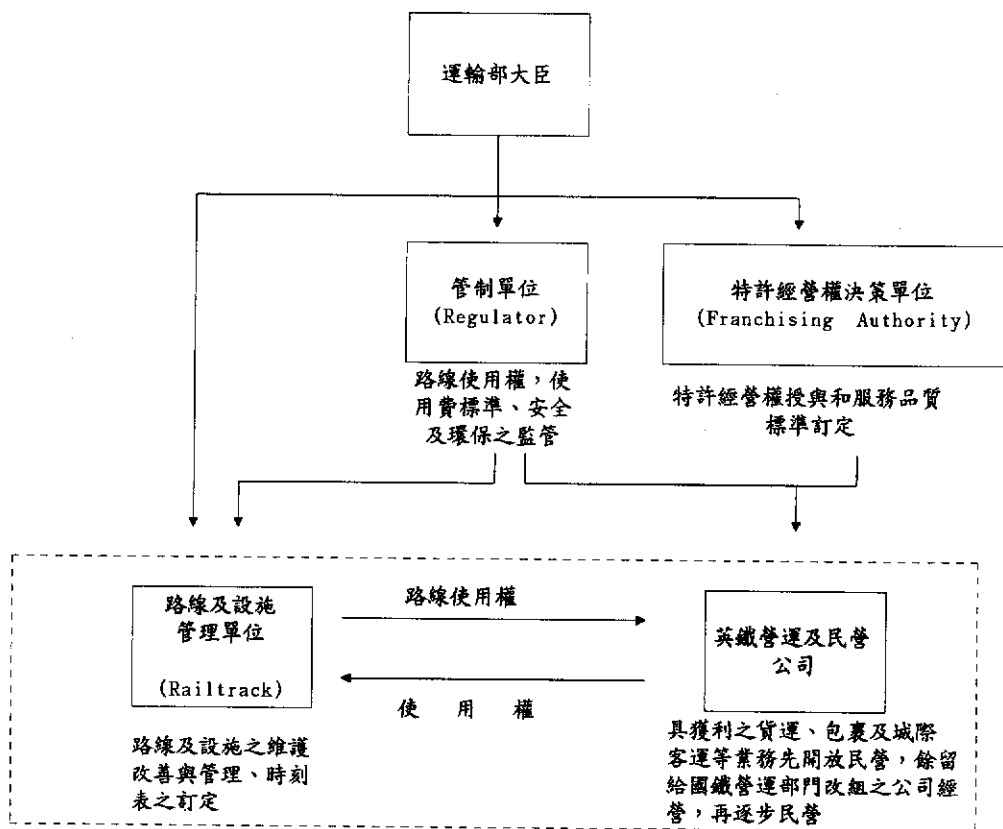 運輸部大臣
管制單位
(Regulator)
特許經營權決策單位
(Franchising Authority)
路線使用權，使
用費標準、安全
及環保之監管
特許經營權授與和服務品質
標準訂定
路線及設施
管理單位
(Railtrack)
路線使用權
使 用 權
英鐵營運及民營
公司
路線及設施之維護
改善與管理、時刻
表之訂定
具獲利之貨運、包裹及城際
客運等業務先開放民營，餘留
給國鐵營運部門改組之公司經
營，再逐步民營